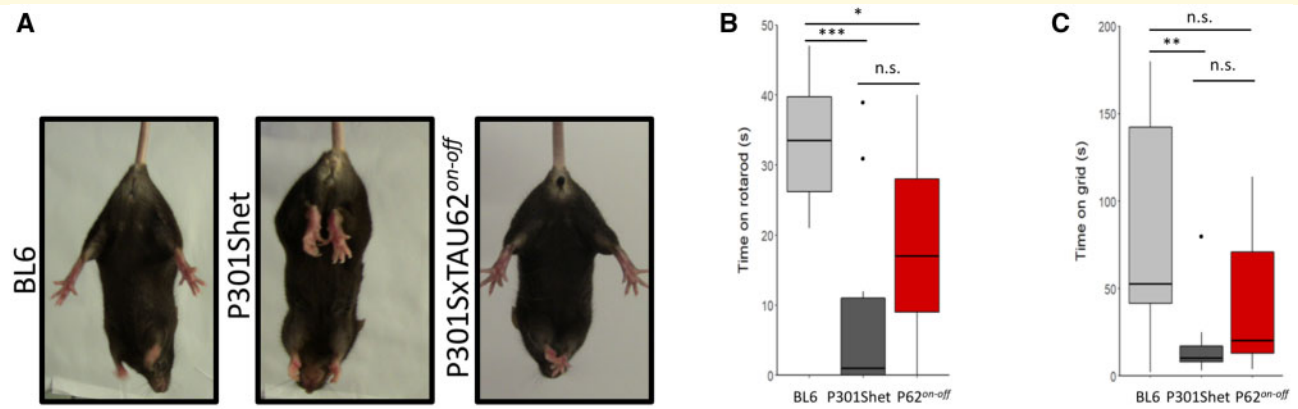 A
BL6
P301Shet
P301SxTAU62on-off
B
*
***
n.s.
Time on rotarod (s)
50
40
30
20
10
0
BL6 P301Shet P62on-off
C
n.s.
**
n.s.
Time on grid (s)
200
150
100
50
0
BL6 P301Shet P62on-off